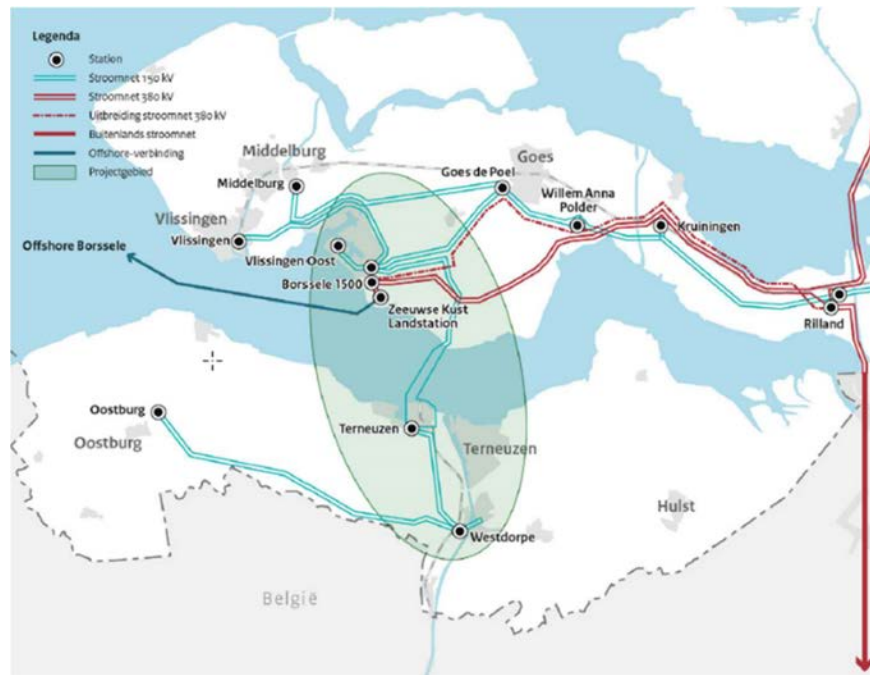 Legenda
Station
Stroomnet 150 kV
Stroomnet 380 kV
Uitbreiding stroomnet 380 kV
Buitenlands stroomnet
Offshore-verbinding
Projectgebied
Middelburg
Middelburg
Goes de Poel
Goes
Willem Anna
Polder
Kruiningen
Vlissingen
Vlissingen
Offshore Borssele
Vlissingen Oost
Borssele 1500
Zeeuwse Kust
Landstation
Rilland
Oostburg
Oostburg
Terneuzen
Terneuzen
Hulst
Westdorpe
België